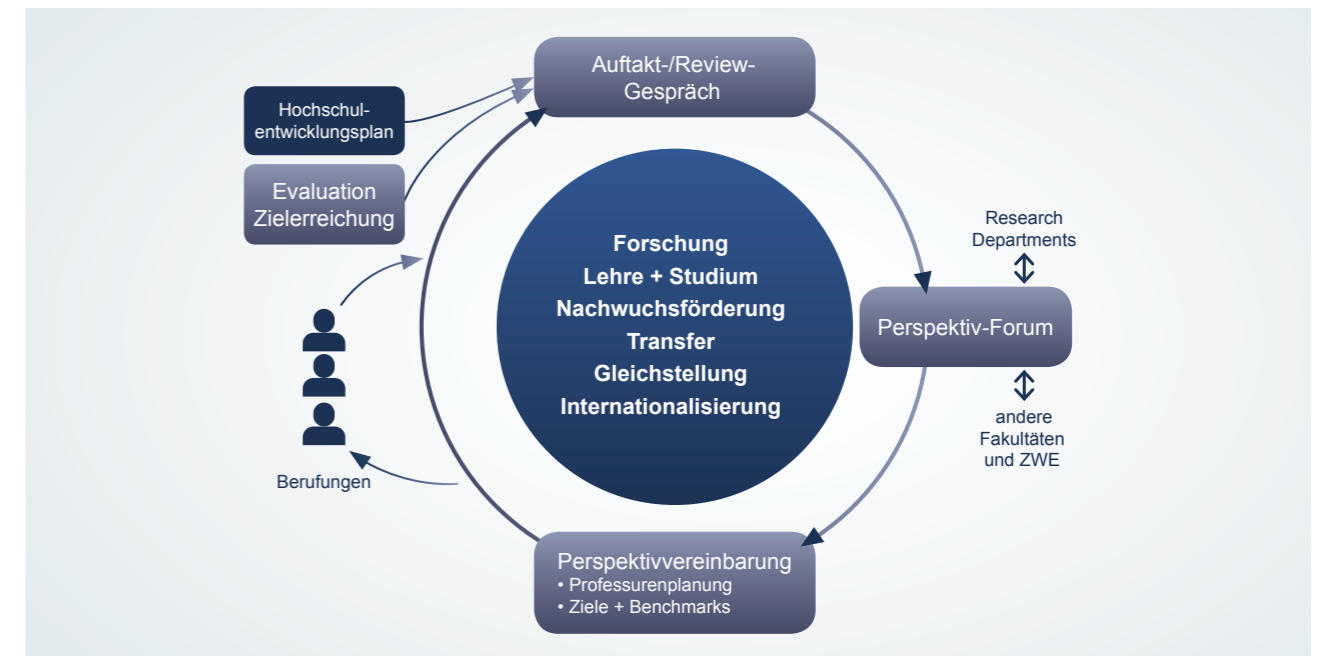 Auftakt-/Review-
Gespräch
Hochschul-
entwicklungsplan
Evaluation
Zielerreichung
Forschung
Lehre + Studium
Nachwuchsförderung
Transfer
Gleichstellung
Internationalisierung
Research
Departments
Perspektiv-Forum
andere
Fakultäten
und ZWE
Berufungen
Perspektivvereinbarung
• Professurenplanung
• Ziele + Benchmarks